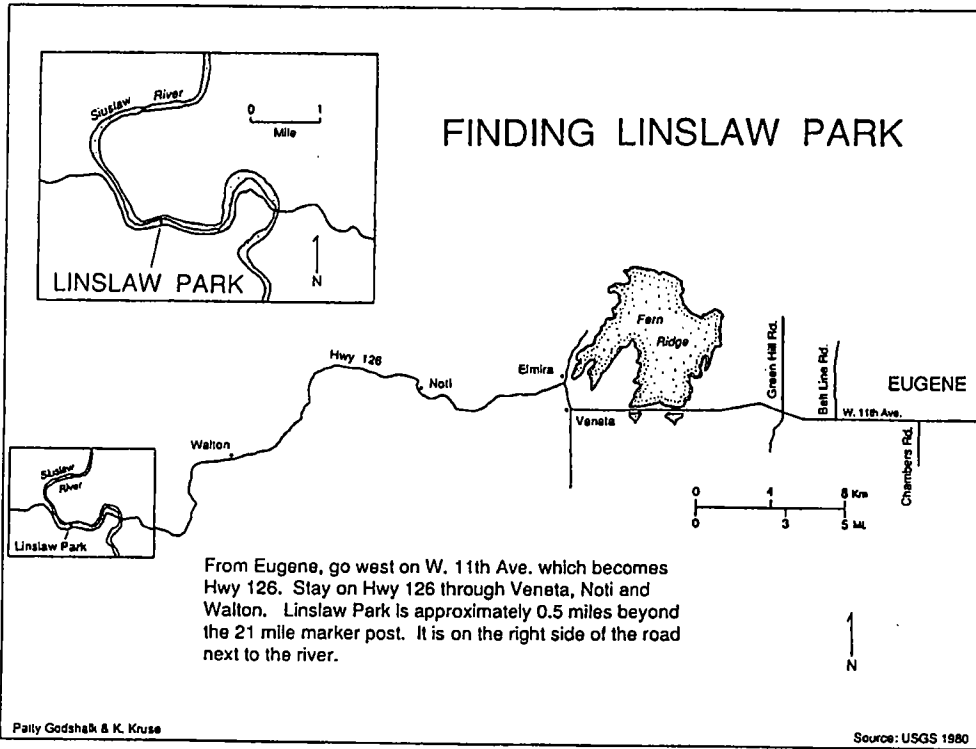 FINDING LINSLAW PARK
Siuslaw River
0 1
Mile
LINSLAW PARK
N
Fern
Ridge
Hwy 126
Noti
Elmira
Veneta
Walton
Green Hill Rd.
Belt Line Rd.
EUGENE
W. 11th Ave.
Chambers Rd.
Siuslaw
River
Linslaw Park
0 4 8 Km
0 3 5 Mi.
From Eugene, go west on W. 11th Ave. which becomes
Hwy 126. Stay on Hwy 126 through Veneta, Noti and
Walton. Linslaw Park is approximately 0.5 miles beyond
the 21 mile marker post. It is on the right side of the road
next to the river.
N
Pally Godshalk & K. Kruse
Source: USGS 1980